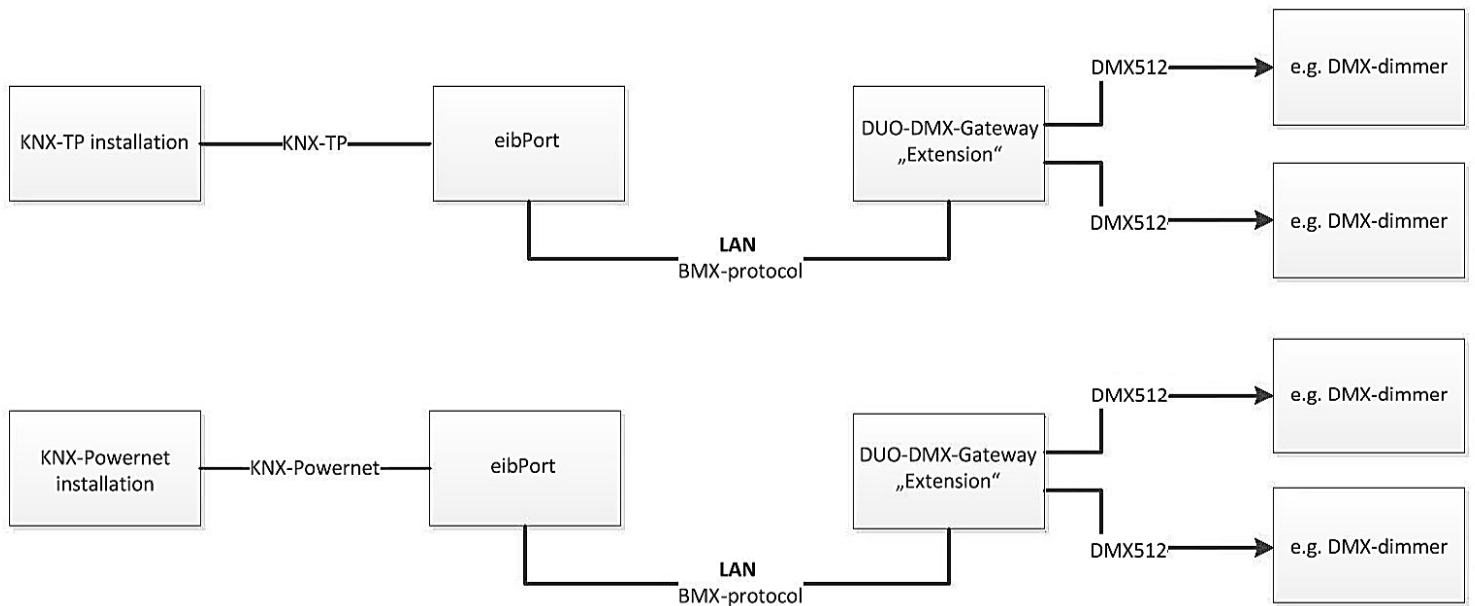 DMX512
e.g. DMX-dimmer
KNX-TP installation
KNX-TP
eibPort
DUO-DMX-Gateway
„Extension“
DMX512
e.g. DMX-dimmer
LAN
BMX-protocol
DMX512
e.g. DMX-dimmer
KNX-Powernet
installation
KNX-Powernet
eibPort
DUO-DMX-Gateway
„Extension“
DMX512
e.g. DMX-dimmer
LAN
BMX-protocol